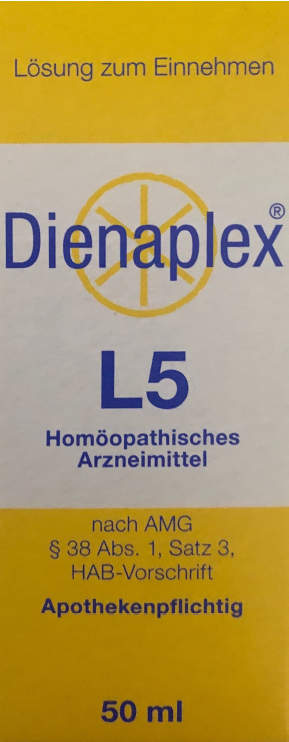 Lösung zum Einnehmen
Dienaplex®
L5
Homöopathisches
Arzneimittel
nach AMG
§ 38 Abs. 1, Satz 3,
HAB-Vorschrift
Apothekenpflichtig
50 ml